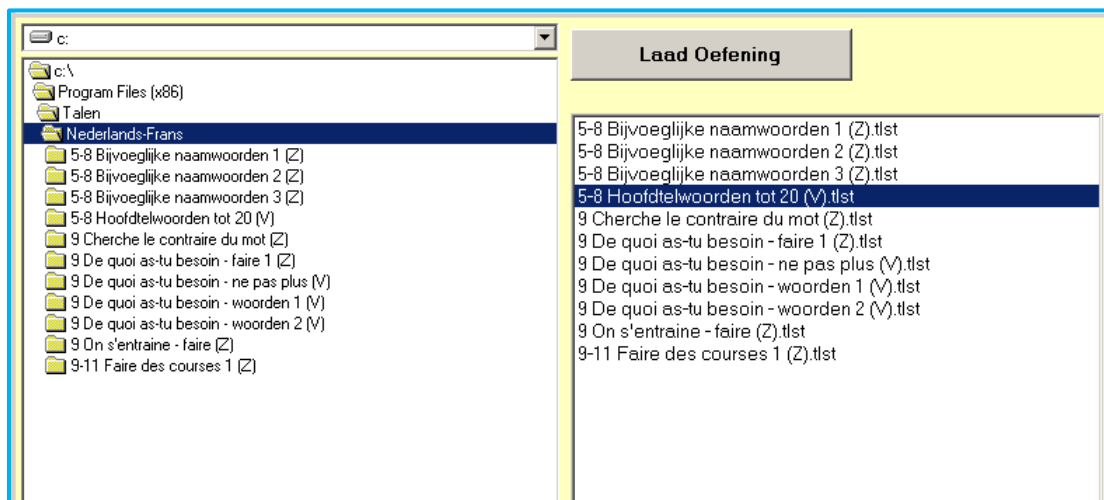 c:
c:\
Program Files (x86)
Talen
Nederlands-Frans
5-8 Bijvoeglijke naamwoorden 1 (Z)
5-8 Bijvoeglijke naamwoorden 2 (Z)
5-8 Bijvoeglijke naamwoorden 3 (Z)
5-8 Hoofdtelwoorden tot 20 (V)
9 Cherche le contraire du mot (Z)
9 De quoi as-tu besoin - faire 1 (Z)
9 De quoi as-tu besoin - ne pas plus (V)
9 De quoi as-tu besoin - woorden 1 (V)
9 De quoi as-tu besoin - woorden 2 (V)
9 On s'entraine - faire (Z)
9-11 Faire des courses 1 (Z)
Laad Oefening
5-8 Bijvoeglijke naamwoorden 1 (Z).tlst
5-8 Bijvoeglijke naamwoorden 2 (Z).tlst
5-8 Bijvoeglijke naamwoorden 3 (Z).tlst
5-8 Hoofdtelwoorden tot 20 (V).tlst
9 Cherche le contraire du mot (Z).tlst
9 De quoi as-tu besoin - faire 1 (Z).tlst
9 De quoi as-tu besoin - ne pas plus (V).tlst
9 De quoi as-tu besoin - woorden 1 (V).tlst
9 De quoi as-tu besoin - woorden 2 (V).tlst
9 On s'entraine - faire (Z).tlst
9-11 Faire des courses 1 (Z).tlst